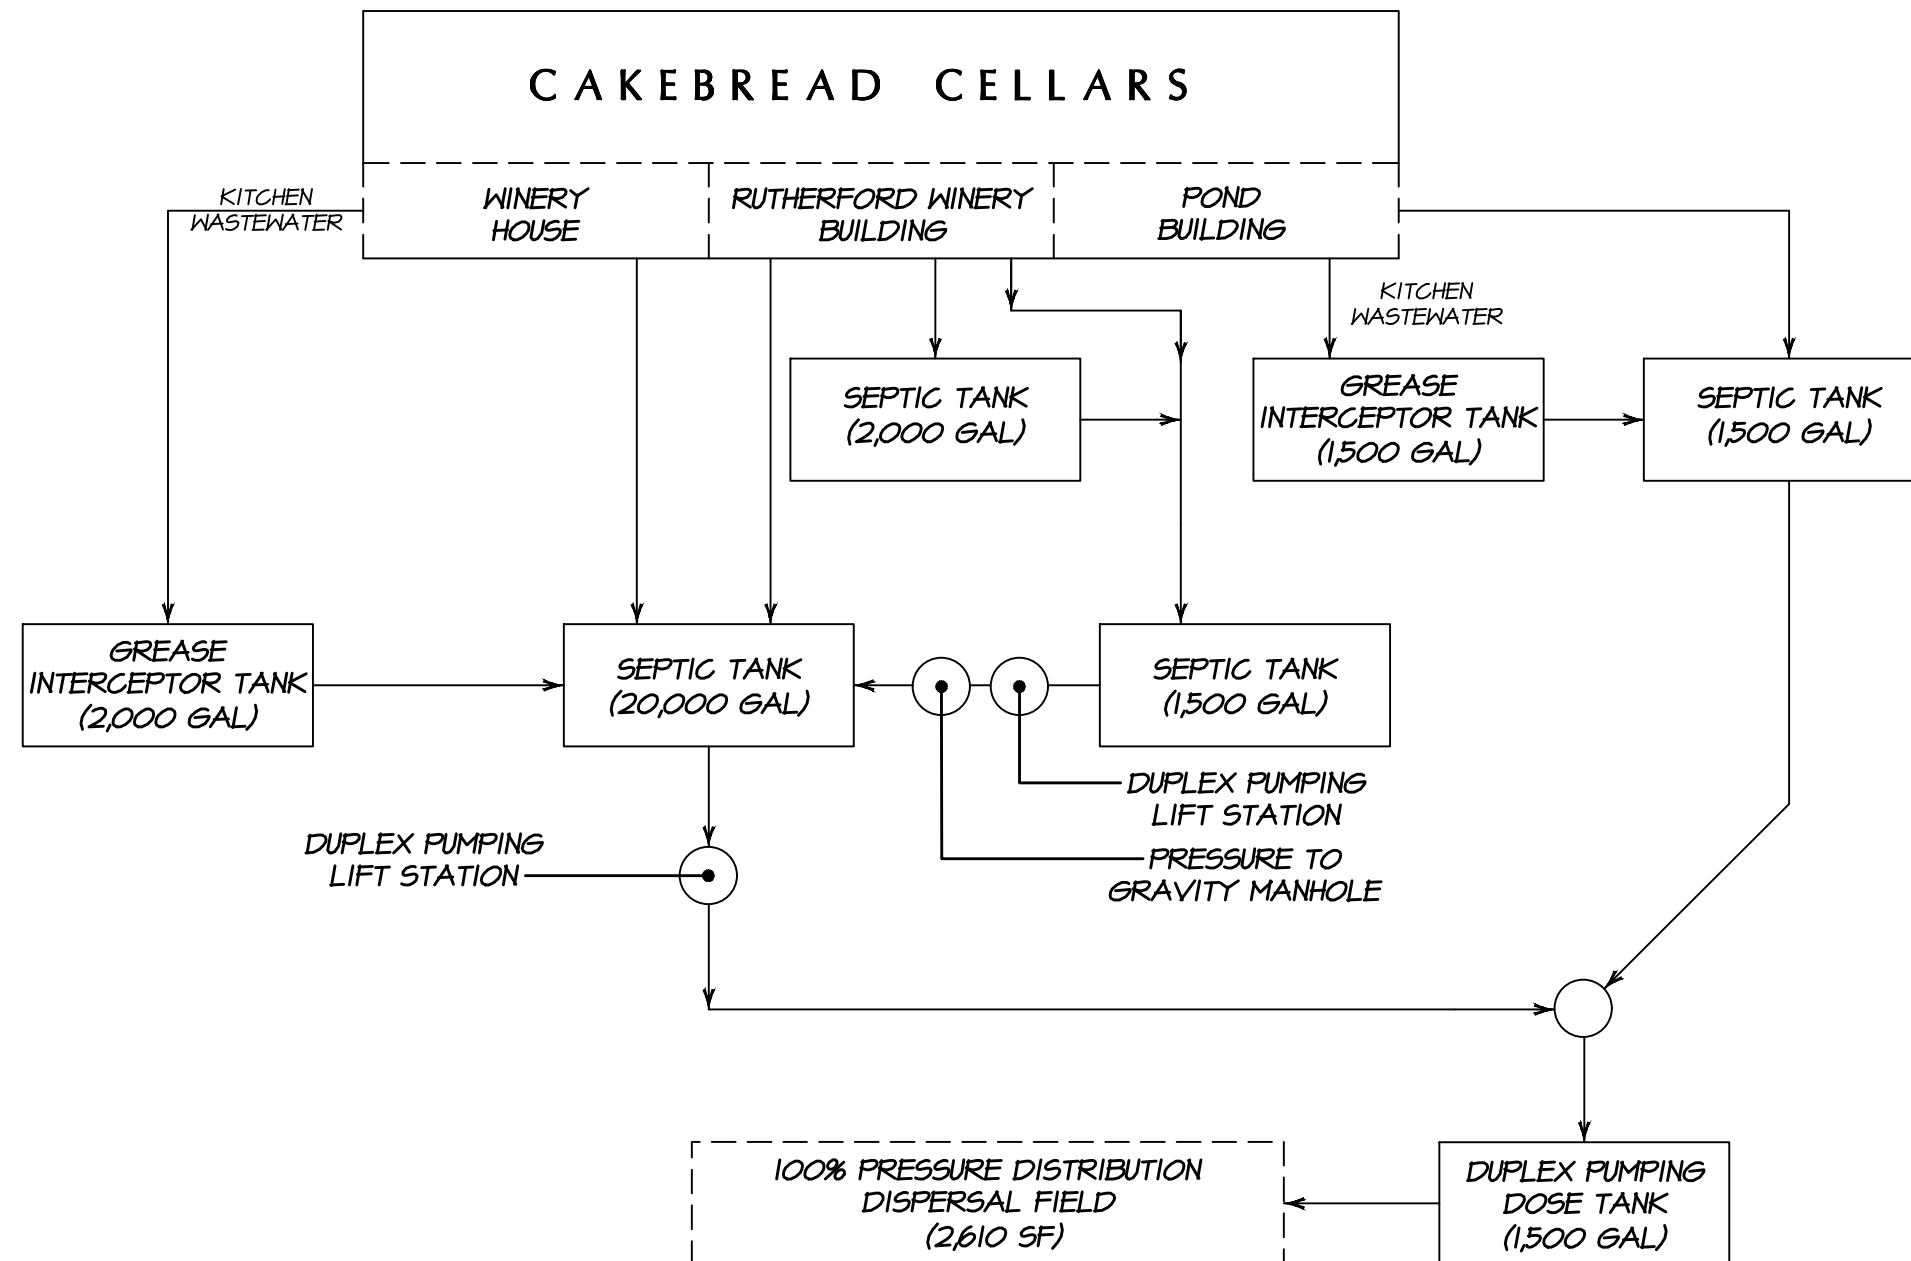 CAKEBREAD CELLARS
KITCHEN
WASTEWATER
WINERY
HOUSE
RUTHERFORD WINERY
BUILDING
POND
BUILDING
KITCHEN
WASTEWATER
SEPTIC TANK
(2,000 GAL)
GREASE
INTERCEPTOR TANK
(1,500 GAL)
SEPTIC TANK
(1,500 GAL)
GREASE
INTERCEPTOR TANK
(2,000 GAL)
SEPTIC TANK
(20,000 GAL)
SEPTIC TANK
(1,500 GAL)
DUPLEX PUMPING
LIFT STATION
PRESSURE TO
GRAVITY MANHOLE
DUPLEX PUMPING
LIFT STATION
100% PRESSURE DISTRIBUTION
DISPERSAL FIELD
(2,610 SF)
DUPLEX PUMPING
DOSE TANK
(1,500 GAL)